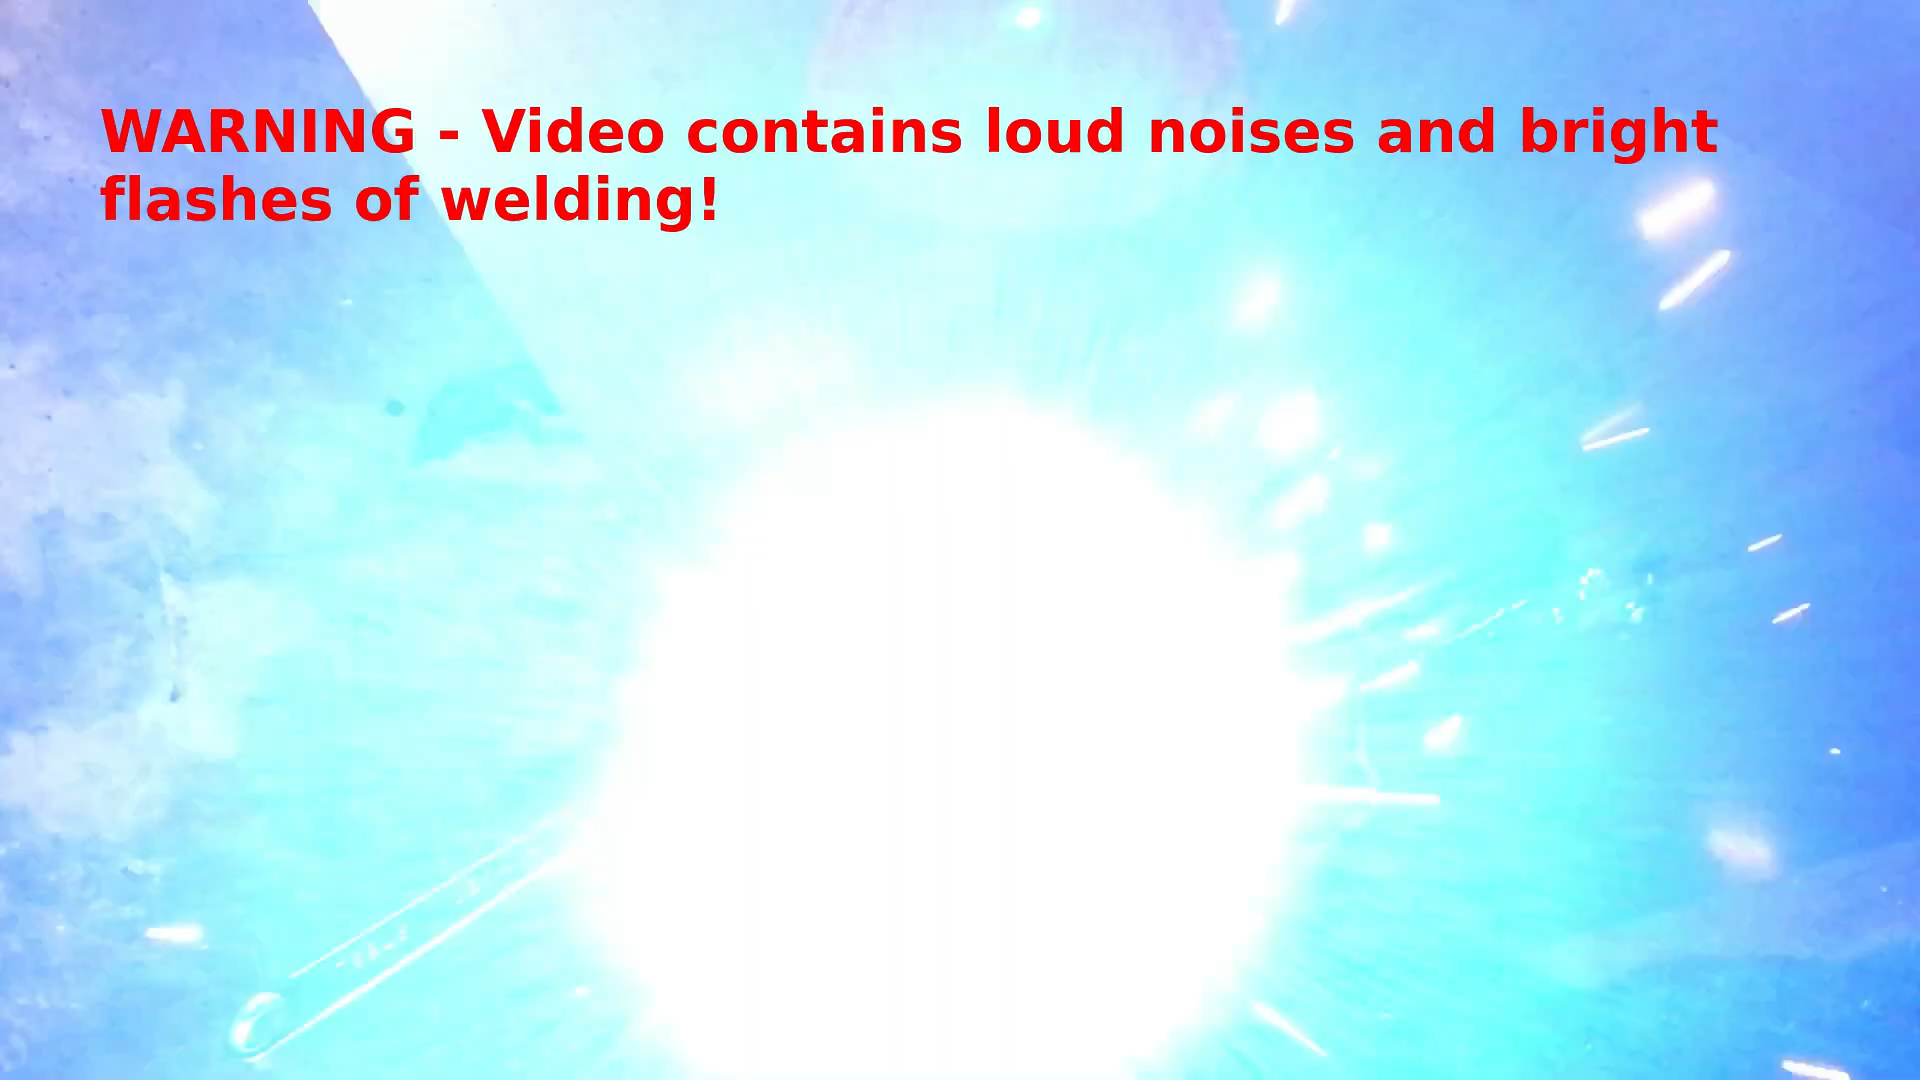 WARNING - Video contains loud noises and bright
flashes of welding!